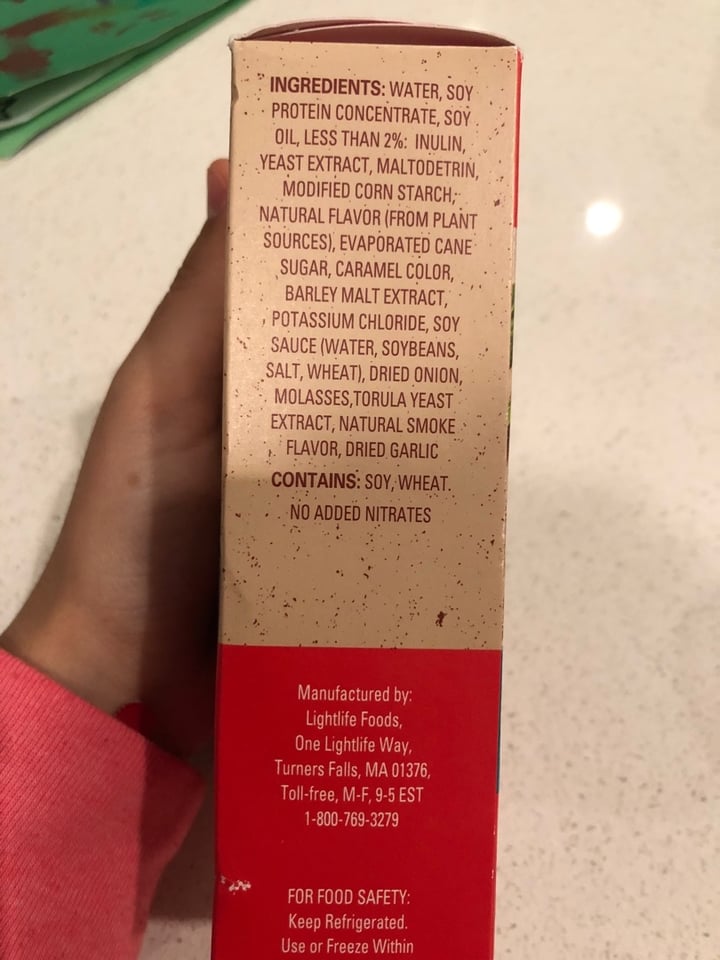 INGREDIENTS: WATER, SOY
PROTEIN CONCENTRATE, SOY
OIL, LESS THAN 2%: INULIN,
YEAST EXTRACT, MALTODETRIN,
MODIFIED CORN STARCH,
NATURAL FLAVOR (FROM PLANT
SOURCES), EVAPORATED CANE
SUGAR, CARAMEL COLOR,
BARLEY MALT EXTRACT,
POTASSIUM CHLORIDE, SOY
SAUCE (WATER, SOYBEANS,
SALT, WHEAT), DRIED ONION,
MOLASSES,TORULA YEAST
EXTRACT, NATURAL SMOKE
FLAVOR, DRIED GARLIC
CONTAINS: SOY, WHEAT.
NO ADDED NITRATES
Manufactured by:
Lightlife Foods,
One Lightlife Way,
Turners Falls, MA 01376,
Toll-free, M-F, 9-5 EST
1-800-769-3279
FOR FOOD SAFETY:
Keep Refrigerated.
Use or Freeze Within